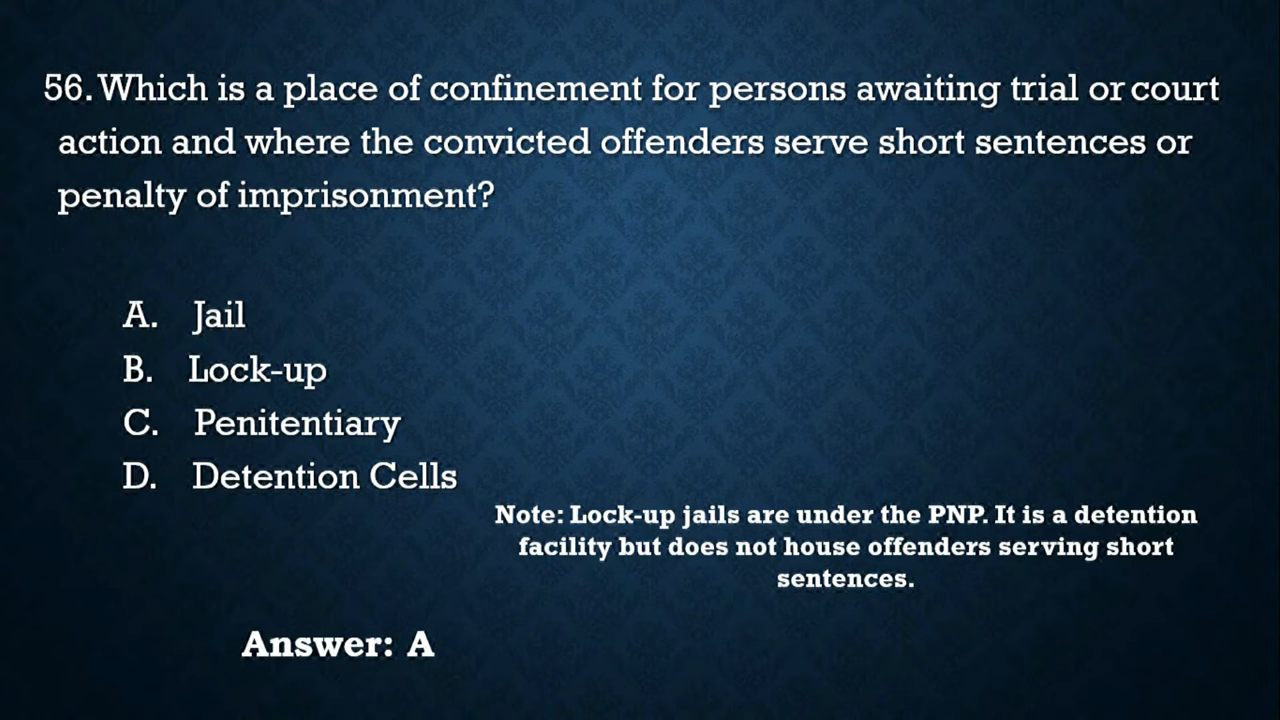 56. Which is a place of confinement for persons awaiting trial or court
action and where the convicted offenders serve short sentences or
penalty of imprisonment?
A. Jail
B. Lock-up
C. Penitentiary
D. Detention Cells
Note: Lock-up jails are under the PNP. It is a detention
facility but does not house offenders serving short
sentences.
Answer: A